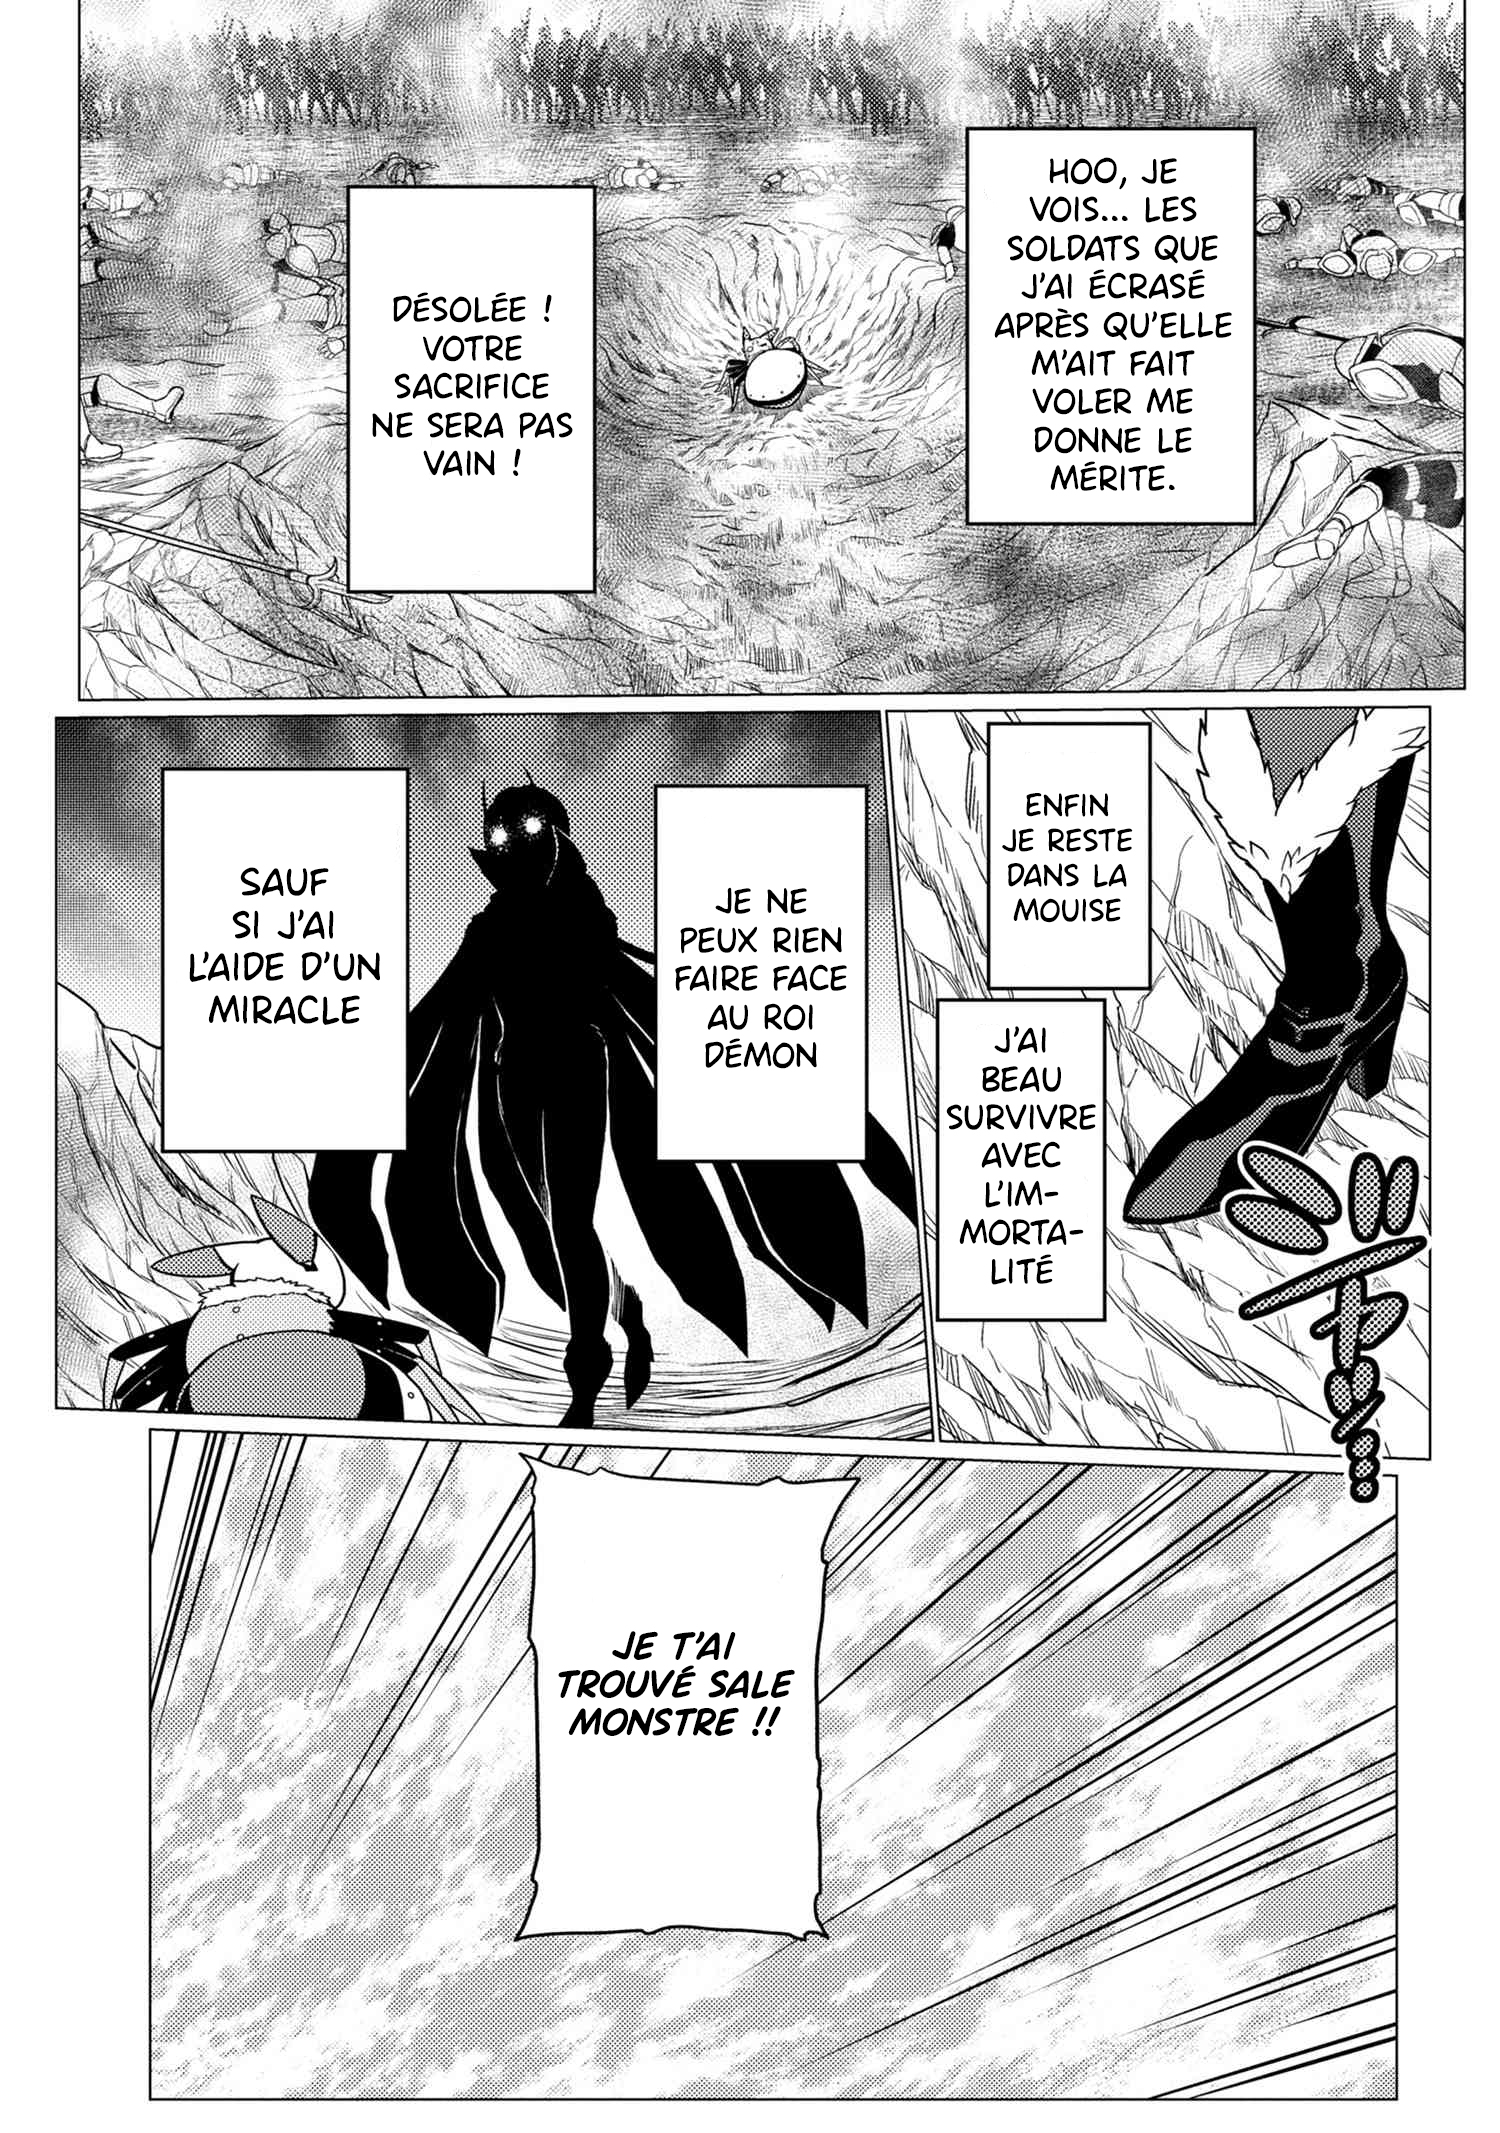 HOO, JE
VOIS... LES
SOLDATS QUE
J'AI ÉCRASÉ
APRÈS QU'ELLE
M'AIT FAIT
VOLER ME
DONNE LE
MÉRITE.
DÉSOLÉE !
VOTRE
SACRIFICE
NE SERA PAS
VAIN !
ENFIN
JE RESTE
DANS LA
MOUISE
J'AI
BEAU
SURVIVRE
AVEC
L'IM-
MORTA-
LITÉ
ジャリ…
JE NE
PEUX RIEN
FAIRE FACE
AU ROI
DÉMON
SAUF
SI J'AI
L'AIDE D'UN
MIRACLE
JE T'AI
TROUVÉ SALE
MONSTRE !!